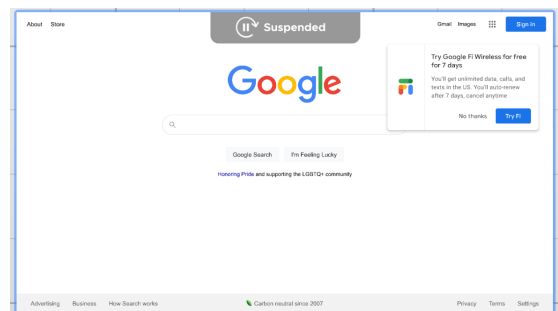 About Store
Suspended
Gmail Images
Sign in
Try Google Fi Wireless for free
for 7 days
You'll get unlimited data, calls, and
texts in the US. You'll auto-renew
after 7 days, cancel anytime
No thanks
Try Fi
Google
Google Search
I'm Feeling Lucky
Honoring Pride and supporting the LGBTQ+ community
Advertising Business How Search works
Carbon neutral since 2007
Privacy Terms Settings